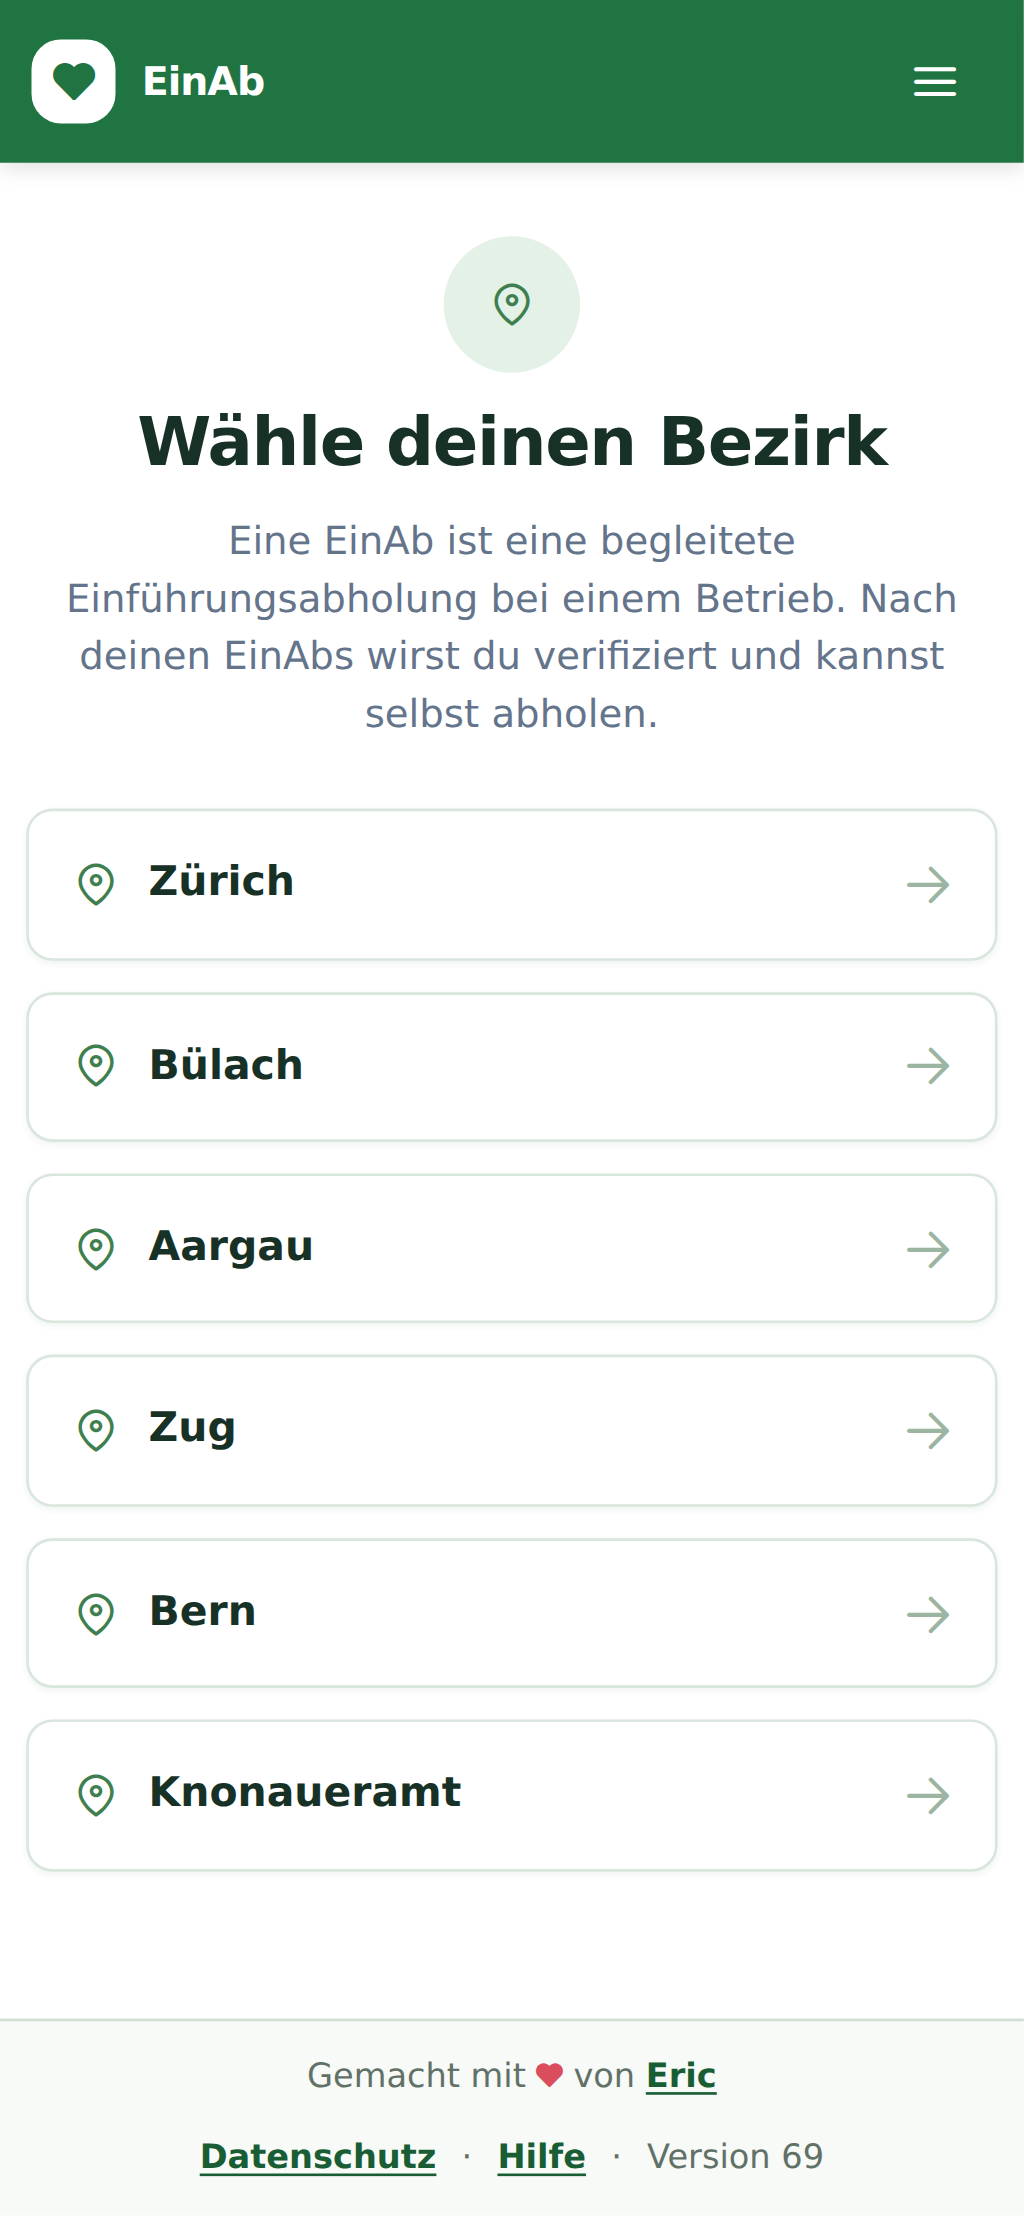 EinAb
Wähle deinen Bezirk
Eine EinAb ist eine begleitete
Einführungsabholung bei einem Betrieb. Nach
deinen EinAbs wirst du verifiziert und kannst
selbst abholen.
Zürich
Bülach
Aargau
Zug
Bern
Knonaueramt
Gemacht mit ♥ von Eric
Datenschutz · Hilfe · Version 69